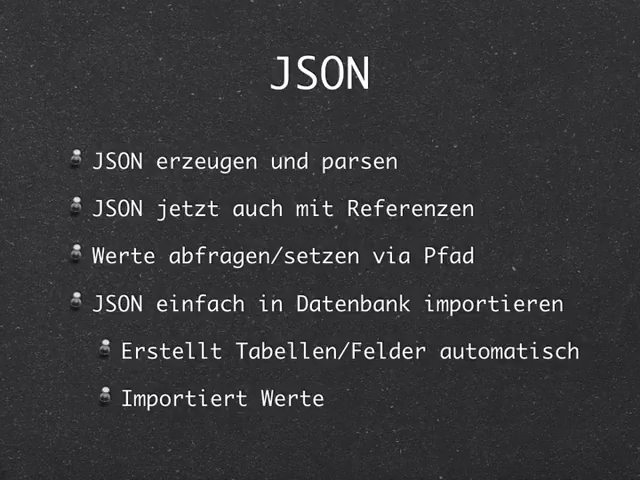 JSON
JSON erzeugen und parsen
JSON jetzt auch mit Referenzen
Werte abfragen/setzen via Pfad
JSON einfach in Datenbank importieren
Erstellt Tabellen/Felder automatisch
Importiert Werte